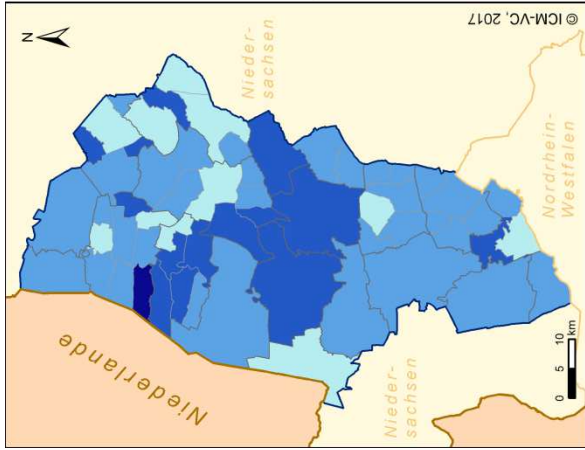 © ICM-VC, 2017
N
Nieder-
sachsen
Niederlande
Nordrhein-
Westfalen
Nieder-
sachsen
0 5 10
km